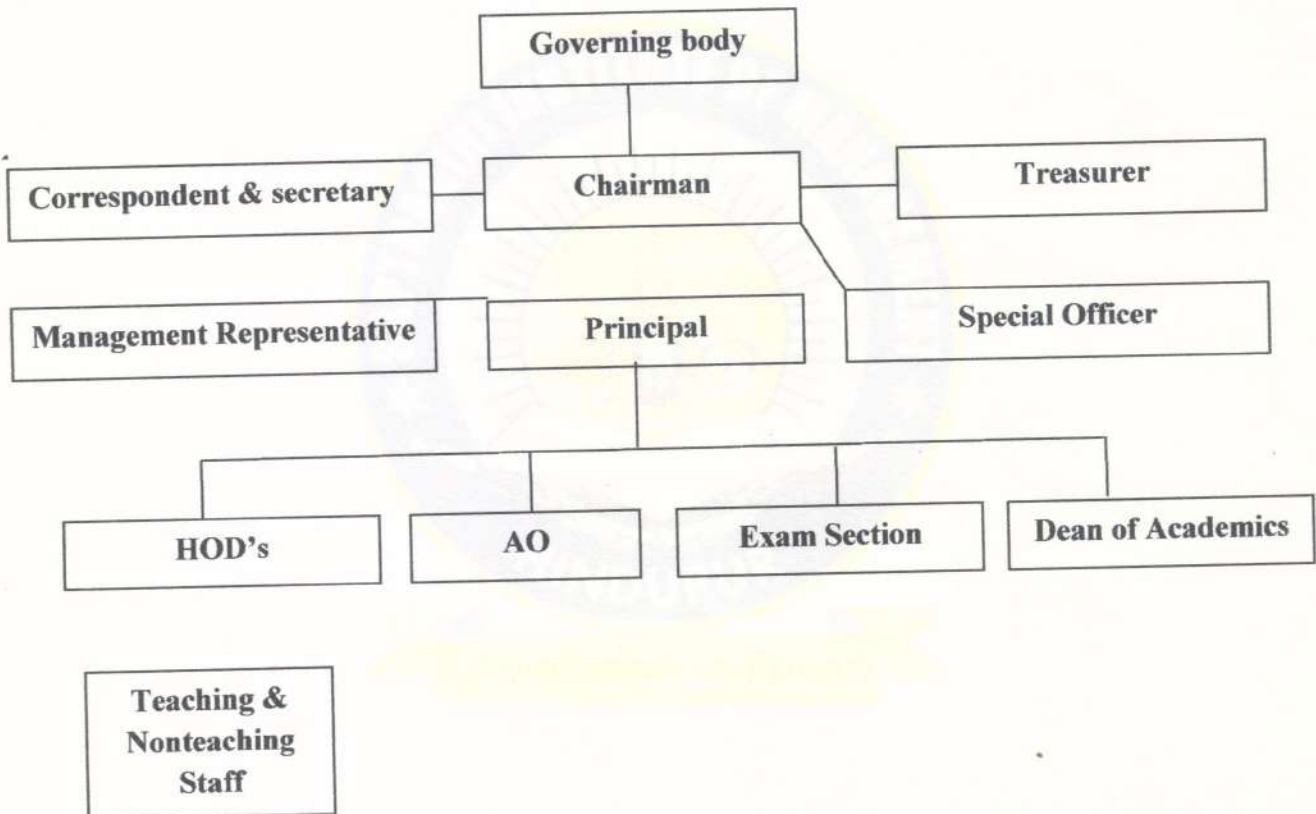 Governing body
Correspondent & secretary
Chairman
Treasurer
Management Representative
Principal
Special Officer
HOD's
AO
Exam Section
Dean of Academics
Teaching &
Nonteaching
Staff